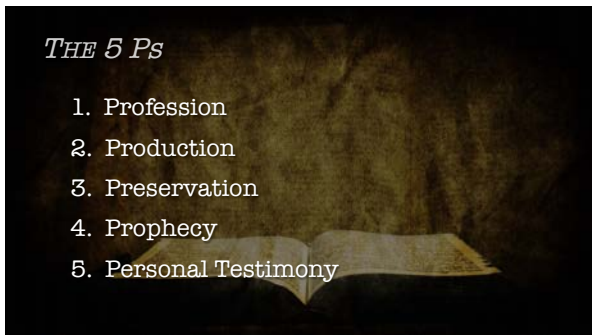 THE 5 Ps
1. Profession
2. Production
3. Preservation
4. Prophecy
5. Personal Testimony